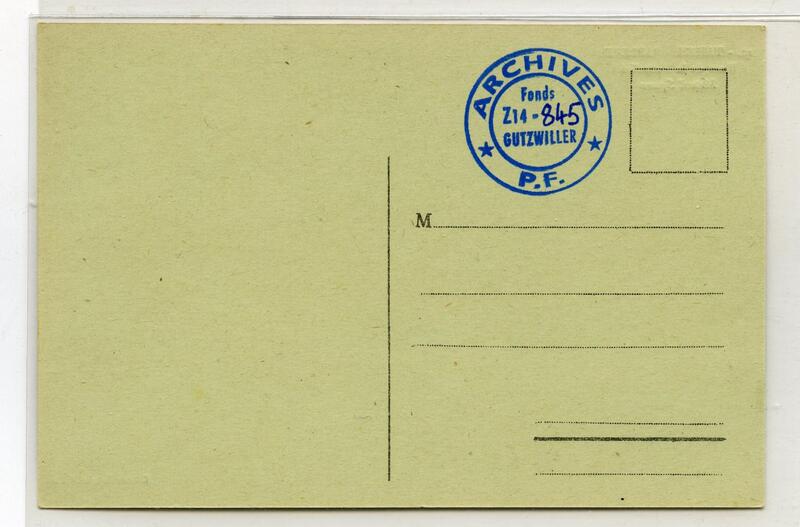 ARCHIVES
Fonds
Z14-845
GUTZWILLER
P.F.
M